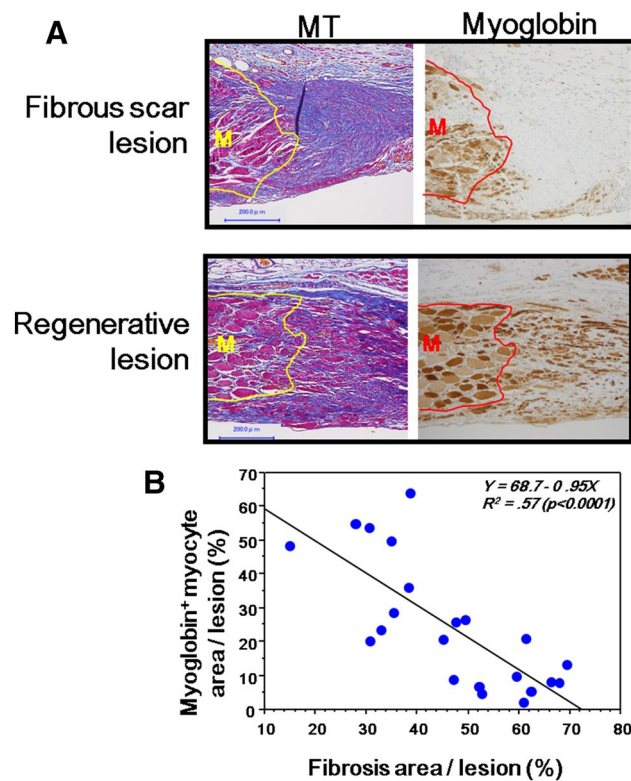 A
MT
Myoglobin
Fibrous scar
lesion
M
M
200.0 μ m
Regenerative
lesion
M
M
200.0 μ m
B
Y = 68.7 - 0 .95X
R² = .57 (p<0.0001)
Myoglobin⁺ myocyte
area / lesion (%)
70
60
50
40
30
20
10
0
10 20 30 40 50 60 70 80
Fibrosis area / lesion (%)